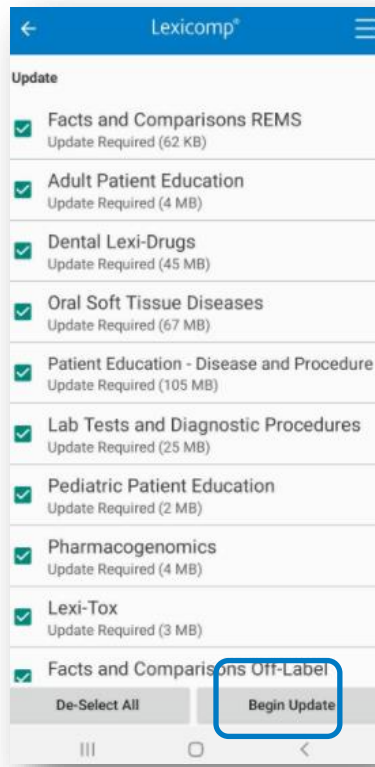 Lexicomp®
Update
Facts and Comparisons REMS
Update Required (62 KB)
Adult Patient Education
Update Required (4 MB)
Dental Lexi-Drugs
Update Required (45 MB)
Oral Soft Tissue Diseases
Update Required (67 MB)
Patient Education - Disease and Procedure
Update Required (105 MB)
Lab Tests and Diagnostic Procedures
Update Required (25 MB)
Pediatric Patient Education
Update Required (2 MB)
Pharmacogenomics
Update Required (4 MB)
Lexi-Tox
Update Required (3 MB)
Facts and Comparisons Off-Label
De-Select All Begin Update